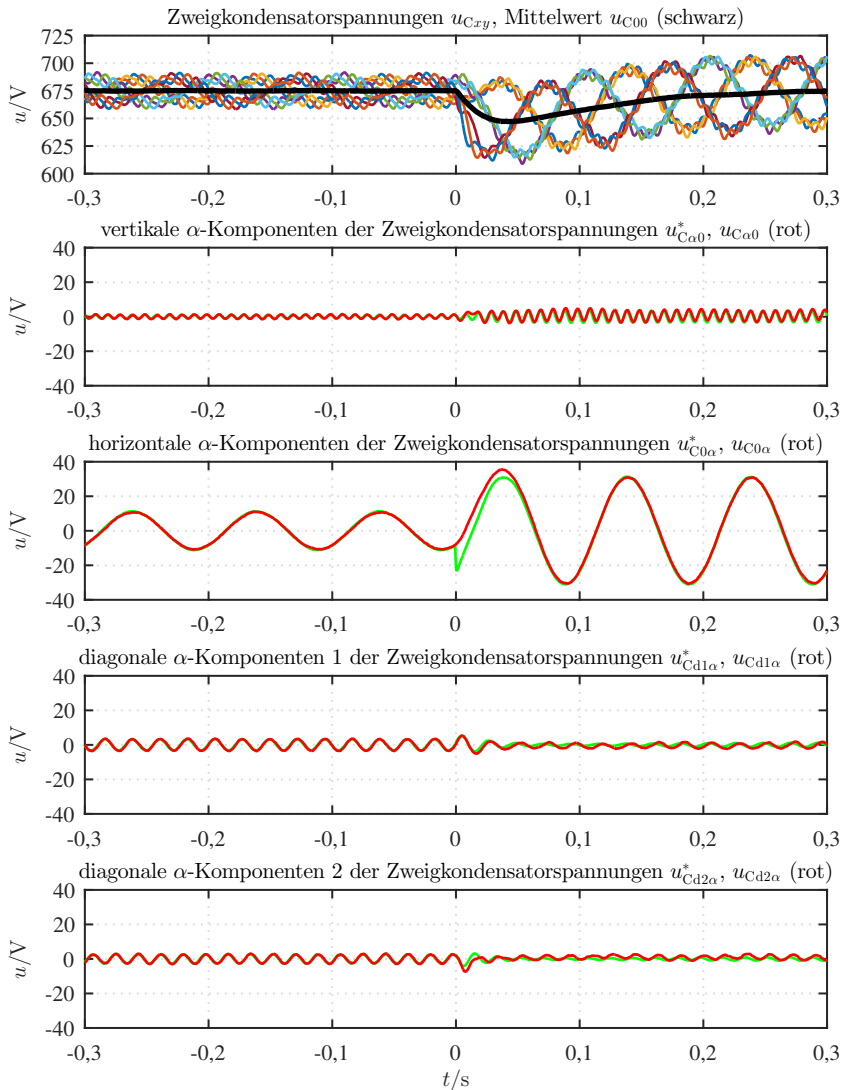 Zweigkondensatorspannungen u_Cxy, Mittelwert u_C00 (schwarz)
725
700
675
650
625
600
u/V
-0,3 -0,2 -0,1 0 0,1 0,2 0,3
vertikale α-Komponenten der Zweigkondensatorspannungen u*_Cα0, u_Cα0 (rot)
40
20
0
-20
-40
u/V
-0,3 -0,2 -0,1 0 0,1 0,2 0,3
horizontale α-Komponenten der Zweigkondensatorspannungen u*_C0α, u_C0α (rot)
40
20
0
-20
-40
u/V
-0,3 -0,2 -0,1 0 0,1 0,2 0,3
diagonale α-Komponenten 1 der Zweigkondensatorspannungen u*_Cd1α, u_Cd1α (rot)
40
20
0
-20
-40
u/V
-0,3 -0,2 -0,1 0 0,1 0,2 0,3
diagonale α-Komponenten 2 der Zweigkondensatorspannungen u*_Cd2α, u_Cd2α (rot)
40
20
0
-20
-40
u/V
-0,3 -0,2 -0,1 0 0,1 0,2 0,3
t/s